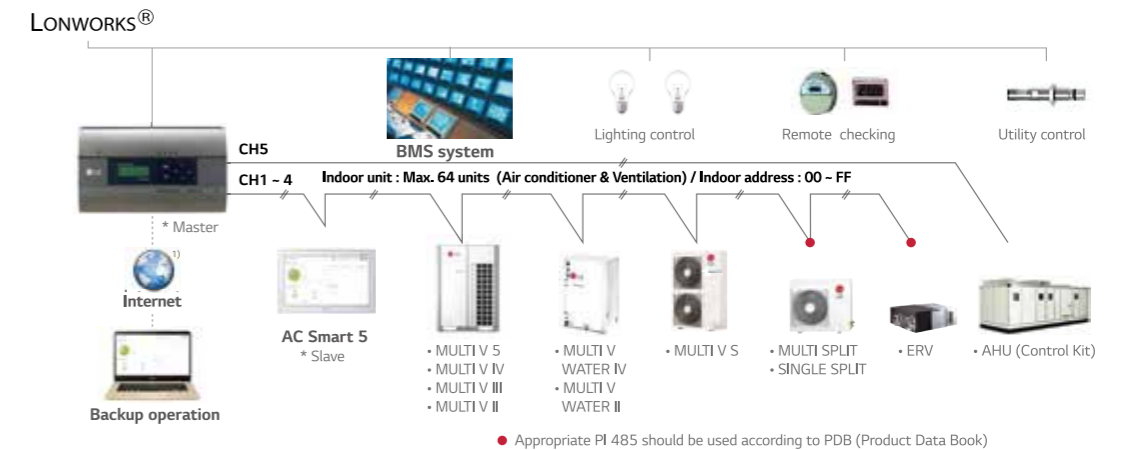 LONWORKS®
BMS system
Lighting control
Remote checking
Utility control
CH5
CH1 ~ 4
Indoor unit : Max. 64 units (Air conditioner & Ventilation) / Indoor address : 00 ~ FF
* Master
1)
Internet
Backup operation
AC Smart 5
* Slave
• MULTI V 5
• MULTI V IV
• MULTI V III
• MULTI V II
• MULTI V
WATER IV
• MULTI V
WATER II
• MULTI V S
• MULTI SPLIT
• SINGLE SPLIT
• ERV
• AHU (Control Kit)
● Appropriate PI 485 should be used according to PDB (Product Data Book)